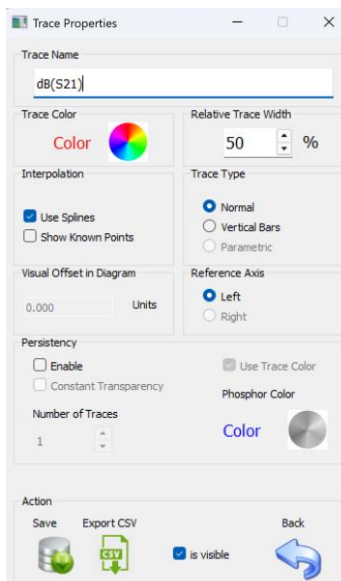 Trace Properties
Trace Name
dB(S21)
Trace Color
Relative Trace Width
Color
50
%
Interpolation
Trace Type
Use Splines
Show Known Points
Normal
Vertical Bars
Parametric
Visual Offset in Diagram
Reference Axis
0.000
Units
Left
Right
Persistency
Enable
Use Trace Color
Constant Transparency
Phosphor Color
Number of Traces
Color
1
Action
Save
Export CSV
Back
CSV
is visible